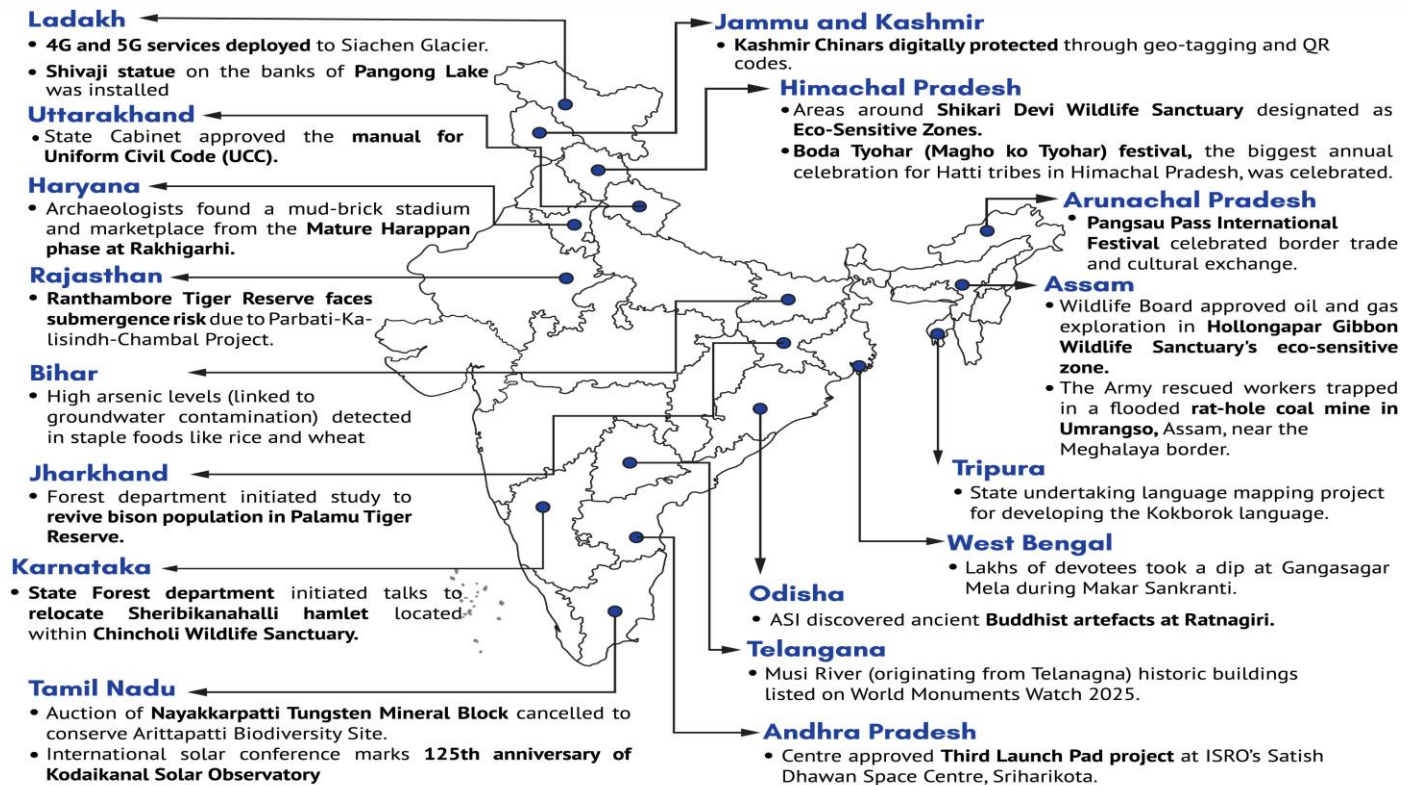 Ladakh
• 4G and 5G services deployed to Siachen Glacier.
• Shivaji statue on the banks of Pangong Lake
was installed
Uttarakhand
• State Cabinet approved the manual for
Uniform Civil Code (UCC).
Haryana
• Archaeologists found a mud-brick stadium
and marketplace from the Mature Harappan
phase at Rakhigarhi.
Rajasthan
• Ranthambore Tiger Reserve faces
submergence risk due to Parbati-Ka-
lisindh-Chambal Project.
Bihar
• High arsenic levels (linked to
groundwater contamination) detected
in staple foods like rice and wheat
Jharkhand
• Forest department initiated study to
revive bison population in Palamu Tiger
Reserve.
Karnataka
• State Forest department initiated talks to
relocate Sheribikanahalli hamlet located
within Chincholi Wildlife Sanctuary.
Tamil Nadu
• Auction of Nayakkarpatti Tungsten Mineral Block cancelled to
conserve Arittapatti Biodiversity Site.
• International solar conference marks 125th anniversary of
Kodaikanal Solar Observatory
Jammu and Kashmir
• Kashmir Chinars digitally protected through geo-tagging and QR
codes.
Himachal Pradesh
• Areas around Shikari Devi Wildlife Sanctuary designated as
Eco-Sensitive Zones.
• Boda Tyohar (Magho ko Tyohar) festival, the biggest annual
celebration for Hatti tribes in Himachal Pradesh, was celebrated.
Arunachal Pradesh
• Pangsau Pass International
Festival celebrated border trade
and cultural exchange.
Assam
• Wildlife Board approved oil and gas
exploration in Hollongapar Gibbon
Wildlife Sanctuary's eco-sensitive
zone.
• The Army rescued workers trapped
in a flooded rat-hole coal mine in
Umrangso, Assam, near the
Meghalaya border.
Tripura
• State undertaking language mapping project
for developing the Kokborok language.
West Bengal
• Lakhs of devotees took a dip at Gangasagar
Mela during Makar Sankranti.
Odisha
• ASI discovered ancient Buddhist artefacts at Ratnagiri.
Telangana
• Musi River (originating from Telanagna) historic buildings
listed on World Monuments Watch 2025.
Andhra Pradesh
• Centre approved Third Launch Pad project at ISRO's Satish
Dhawan Space Centre, Sriharikota.